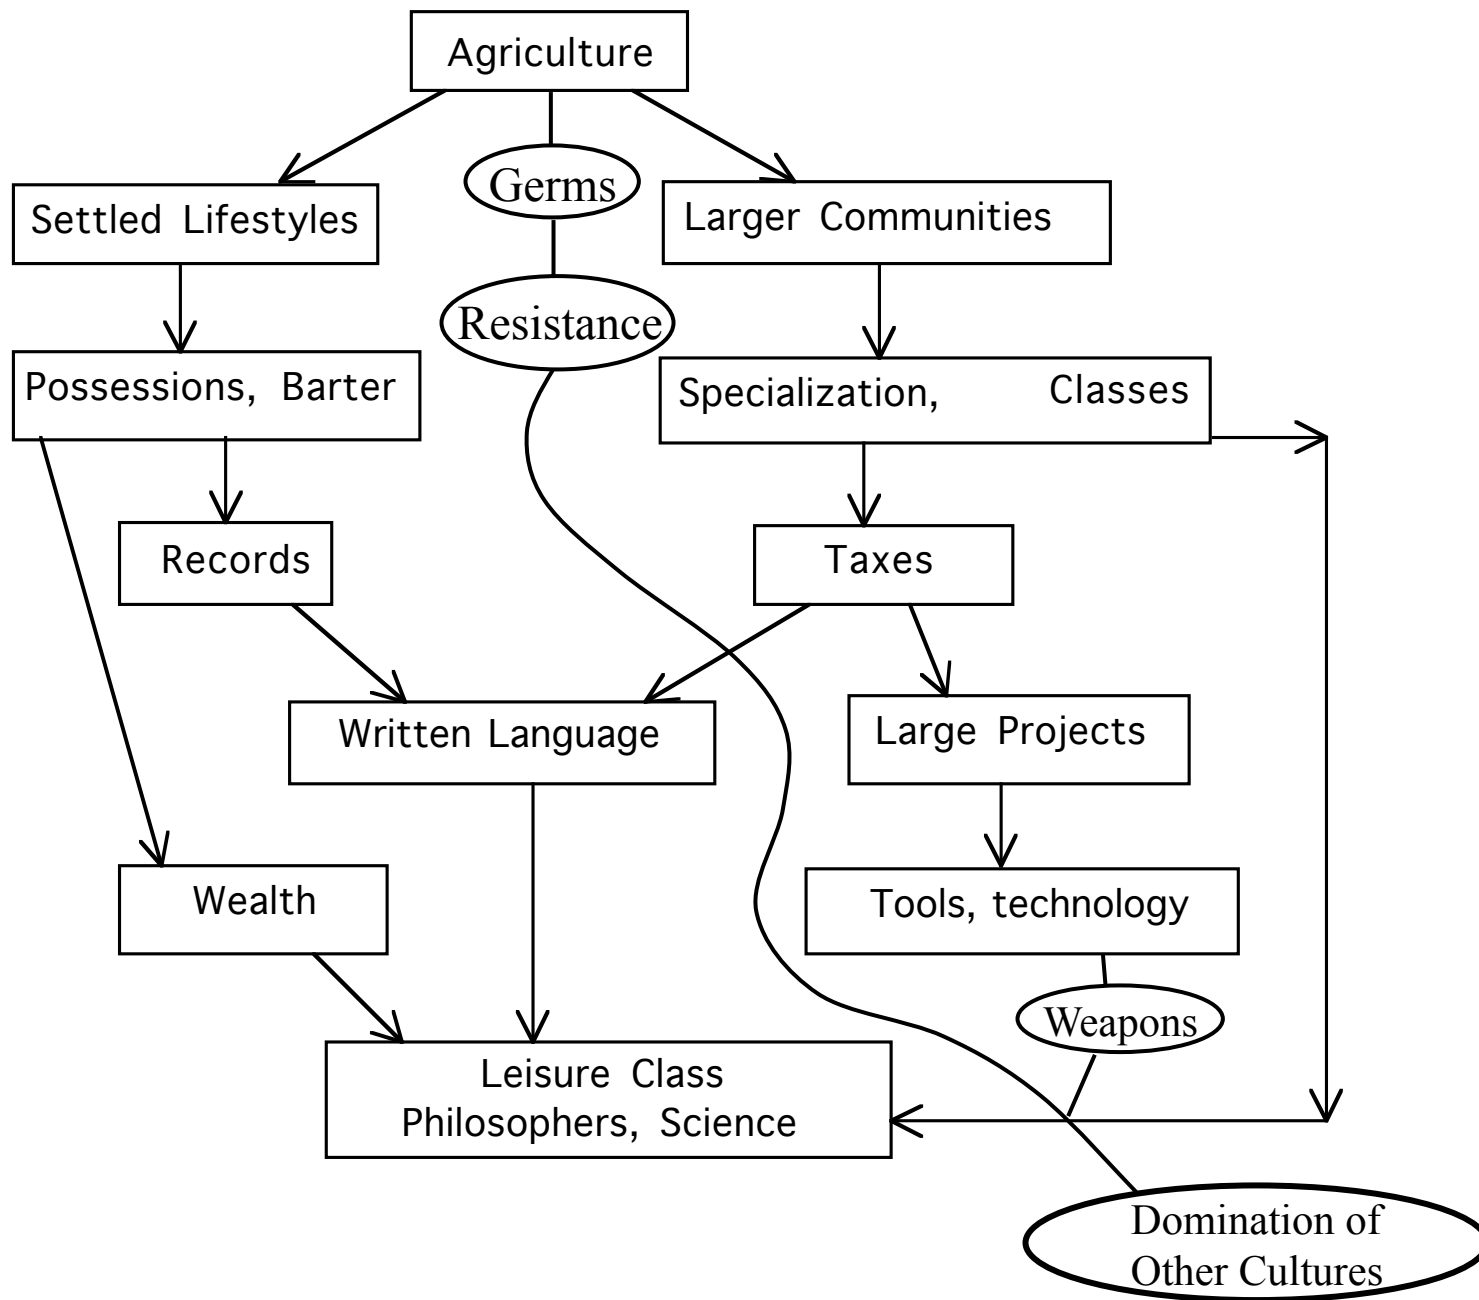 Agriculture
Germs
Settled Lifestyles
Larger Communities
Resistance
Possessions, Barter
Specialization, Classes
Records
Taxes
Written Language
Large Projects
Wealth
Tools, technology
Weapons
Leisure Class
Philosophers, Science
Domination of
Other Cultures